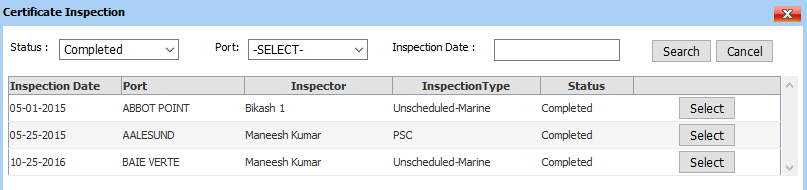 Certificate Inspection
Status : Completed Port: -SELECT- Inspection Date : Search Cancel
Inspection Date Port Inspector InspectionType Status
05-01-2015 ABBOT POINT Bikash 1 Unscheduled-Marine Completed Select
05-25-2015 AALESUND Maneesh Kumar PSC Completed Select
10-25-2016 BAIE VERTE Maneesh Kumar Unscheduled-Marine Completed Select